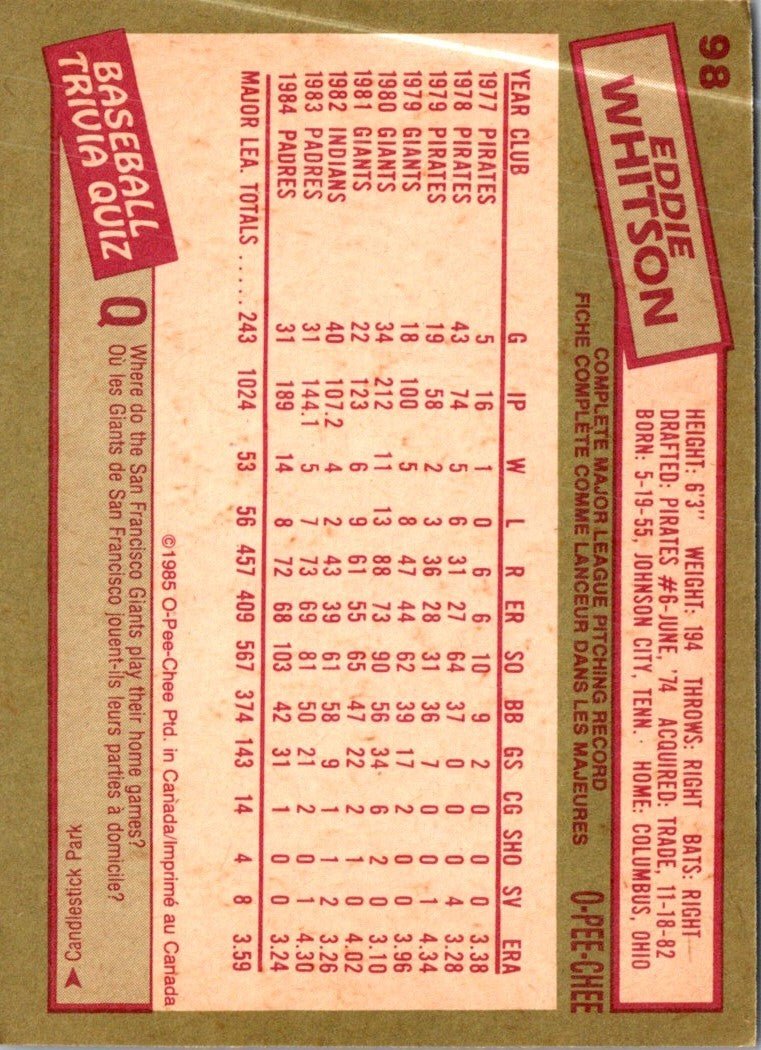 98
EDDIE
WHITSON
HEIGHT: 6'3" WEIGHT: 194 THROWS: RIGHT BATS: RIGHT
DRAFTED: PIRATES #6-JUNE, '74 ACQUIRED: TRADE, 11-18-82
BORN: 5-19-55, JOHNSON CITY, TENN. · HOME: COLUMBUS, OHIO
COMPLETE MAJOR LEAGUE PITCHING RECORD
FICHE COMPLÈTE COMME LANCEUR DANS LES MAJEURES
O-PEE-CHEE
YEAR CLUB G IP W L R ER SO BB GS CG SHO SV ERA
1977 PIRATES 5 16 1 0 6 6 10 9 2 0 0 0 3.38
1978 PIRATES 43 74 5 6 31 27 64 37 0 0 0 4 3.28
1979 PIRATES 19 58 2 3 36 28 31 36 7 0 0 1 4.34
1979 GIANTS 18 100 5 8 47 44 62 39 17 2 0 0 3.96
1980 GIANTS 34 212 11 13 88 73 90 56 34 6 2 0 3.10
1981 GIANTS 22 123 6 9 61 55 65 47 22 2 1 0 4.02
1982 INDIANS 40 107.2 4 2 43 39 61 58 9 1 1 2 3.26
1983 PADRES 31 144.1 5 7 73 69 81 50 21 2 0 1 4.30
1984 PADRES 31 189 14 8 72 68 103 42 31 1 0 0 3.24
MAJOR LEA. TOTALS ..... 243 1024 53 56 457 409 567 374 143 14 4 8 3.59
©1985 O-Pee-Chee Ptd. in Canada/Imprimé au Canada
BASEBALL
TRIVIA QUIZ
Q Where do the San Francisco Giants play their home games?
Où les Giants de San Francisco jouent-ils leurs parties à domicile?
Candlestick Park